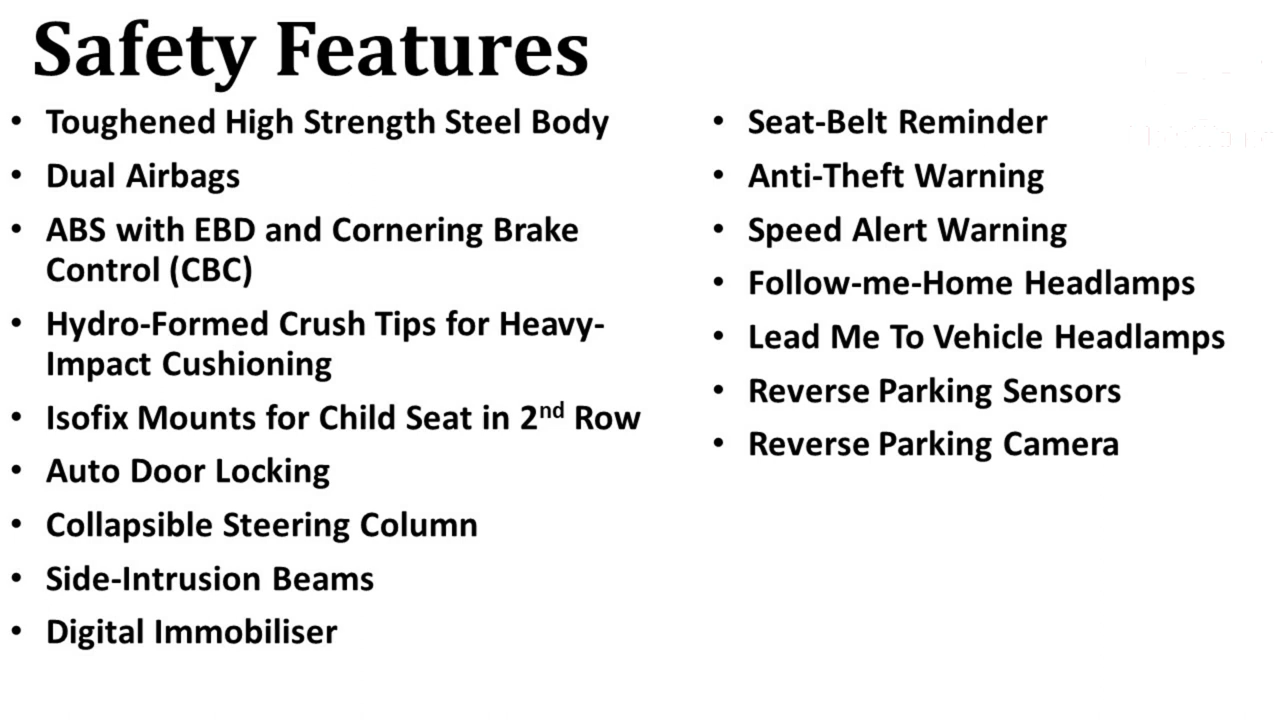 Safety Features
• Toughened High Strength Steel Body
• Dual Airbags
• ABS with EBD and Cornering Brake
Control (CBC)
• Hydro-Formed Crush Tips for Heavy-
Impact Cushioning
• Isofix Mounts for Child Seat in 2nd Row
• Auto Door Locking
• Collapsible Steering Column
• Side-Intrusion Beams
• Digital Immobiliser
• Seat-Belt Reminder
• Anti-Theft Warning
• Speed Alert Warning
• Follow-me-Home Headlamps
• Lead Me To Vehicle Headlamps
• Reverse Parking Sensors
• Reverse Parking Camera